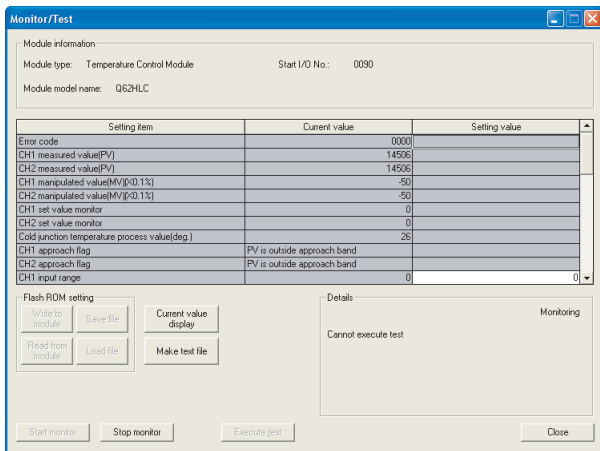 Monitor/Test
Module information
Module type: Temperature Control Module Start I/O No.: 0090
Module model name: Q62HLC
Setting item Current value Setting value
Error code 0000
CH1 measured value(PV) 14506
CH2 measured value(PV) 14506
CH1 manipulated value(MV)(X0.1%) -50
CH2 manipulated value(MV)(X0.1%) -50
CH1 set value monitor 0
CH2 set value monitor 0
Cold junction temperature process value(deg.) 26
CH1 approach flag PV is outside approach band
CH2 approach flag PV is outside approach band
CH1 input range 0 0
Flash ROM setting
Write to module
Save file
Current value display
Read from module
Load file
Make text file
Details
Monitoring
Cannot execute test
Start monitor Stop monitor Execute test Close